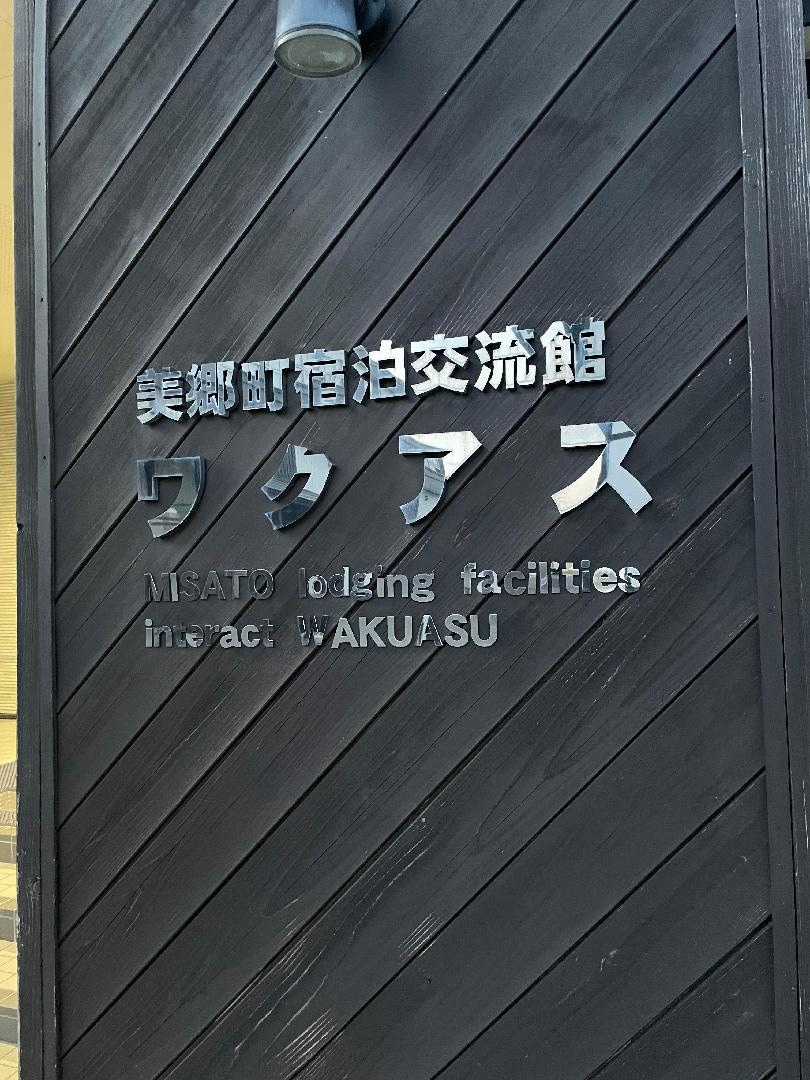 美郷町宿泊交流館
ワクアス
MISATO lodging facilities
interact WAKUASU